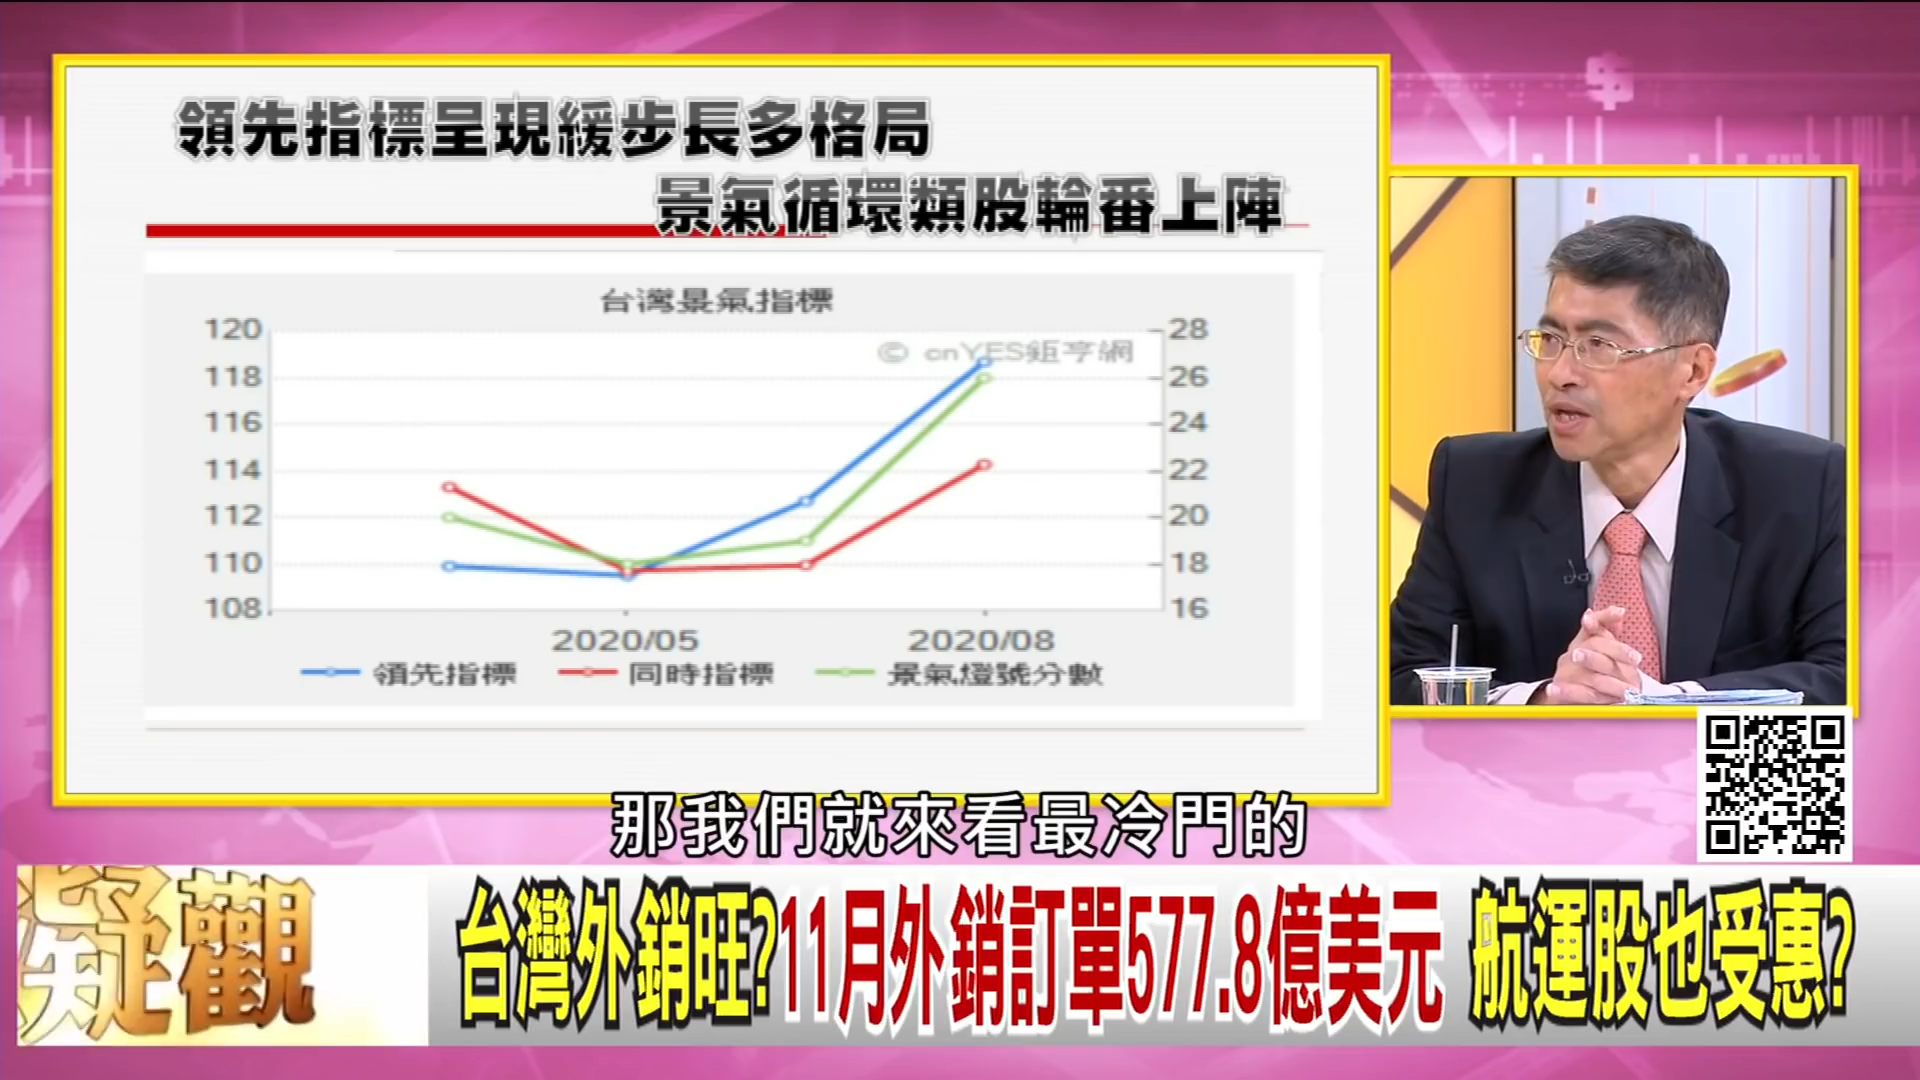 領先指標呈現緩步長多格局
景氣循環類股輪番上陣
台灣景氣指標
© cnYES鉅亨網
120
118
116
114
112
110
108
28
26
24
22
20
18
16
2020/05
2020/08
領先指標
同時指標
景氣燈號分數
那我們就來看最冷門的
凝觀
台灣外銷旺?11月外銷訂單577.8億美元 航運股也受惠?